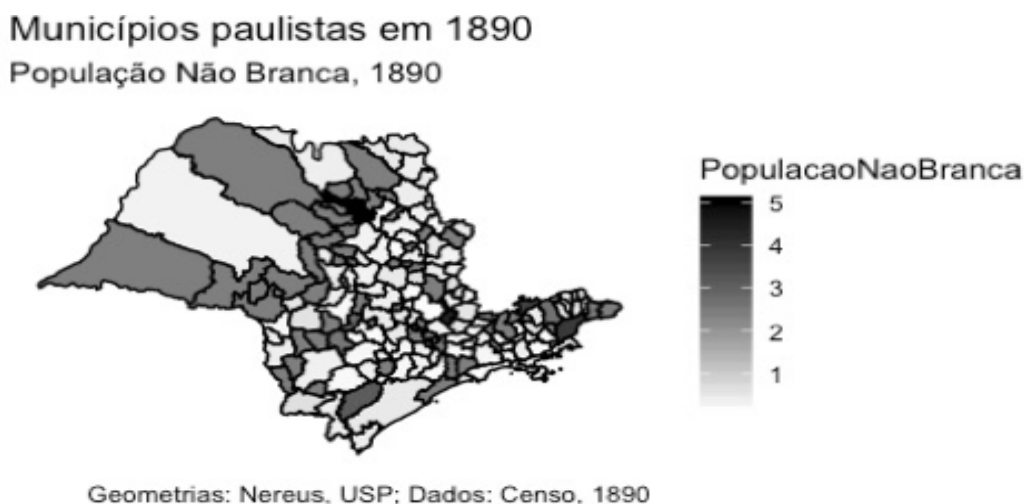 Municípios paulistas em 1890
População Não Branca, 1890
PopulacaoNaoBranca
5
4
3
2
1
Geometrias: Nereus, USP; Dados: Censo, 1890